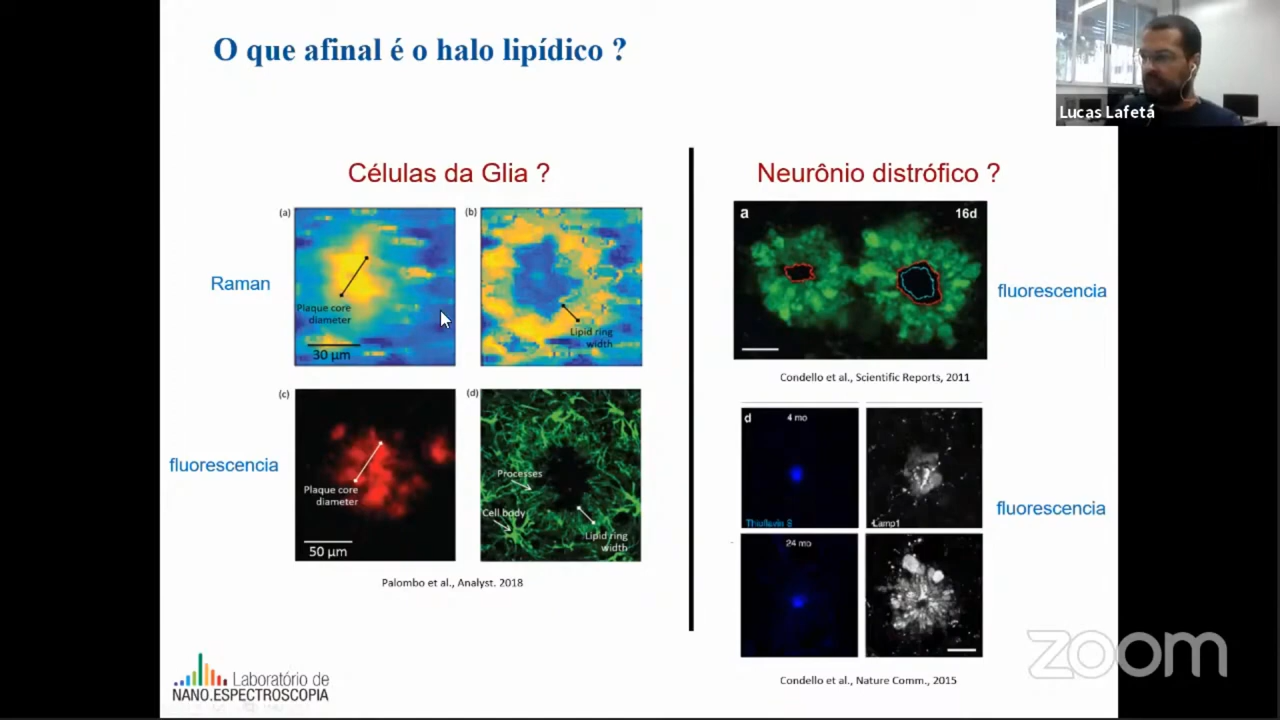 O que afinal é o halo lipídico ?
Lucas Lafetá
Células da Glia ?
(a)
(b)
Raman
Plaque core
diameter
30 µm
Lipid ring
width
(c)
(d)
fluorescencia
Plaque core
diameter
50 µm
Processes
Cell body
Lipid ring
width
Palombo et al., Analyst. 2018
Neurônio distrófico ?
a
16d
fluorescencia
Condello et al., Scientific Reports, 2011
d
4 mo
Thioflavin S
Lamp1
fluorescencia
24 mo
Condello et al., Nature Comm., 2015
Laboratório de
NANO.ESPECTROSCOPIA
zoom